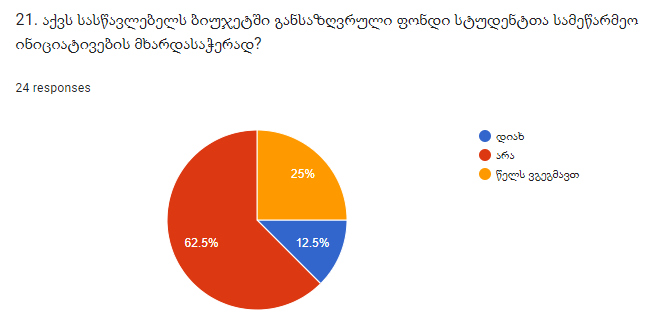 21. აქვს სასწავლებელს ბიუჯეტში განსაზღვრული ფონდი სტუდენტთა სამეწარმეო
ინიციატივების მხარდასაჭერად?
24 responses
25%
62.5%
12.5%
დიახ
არა
წელს ვგეგმავთ